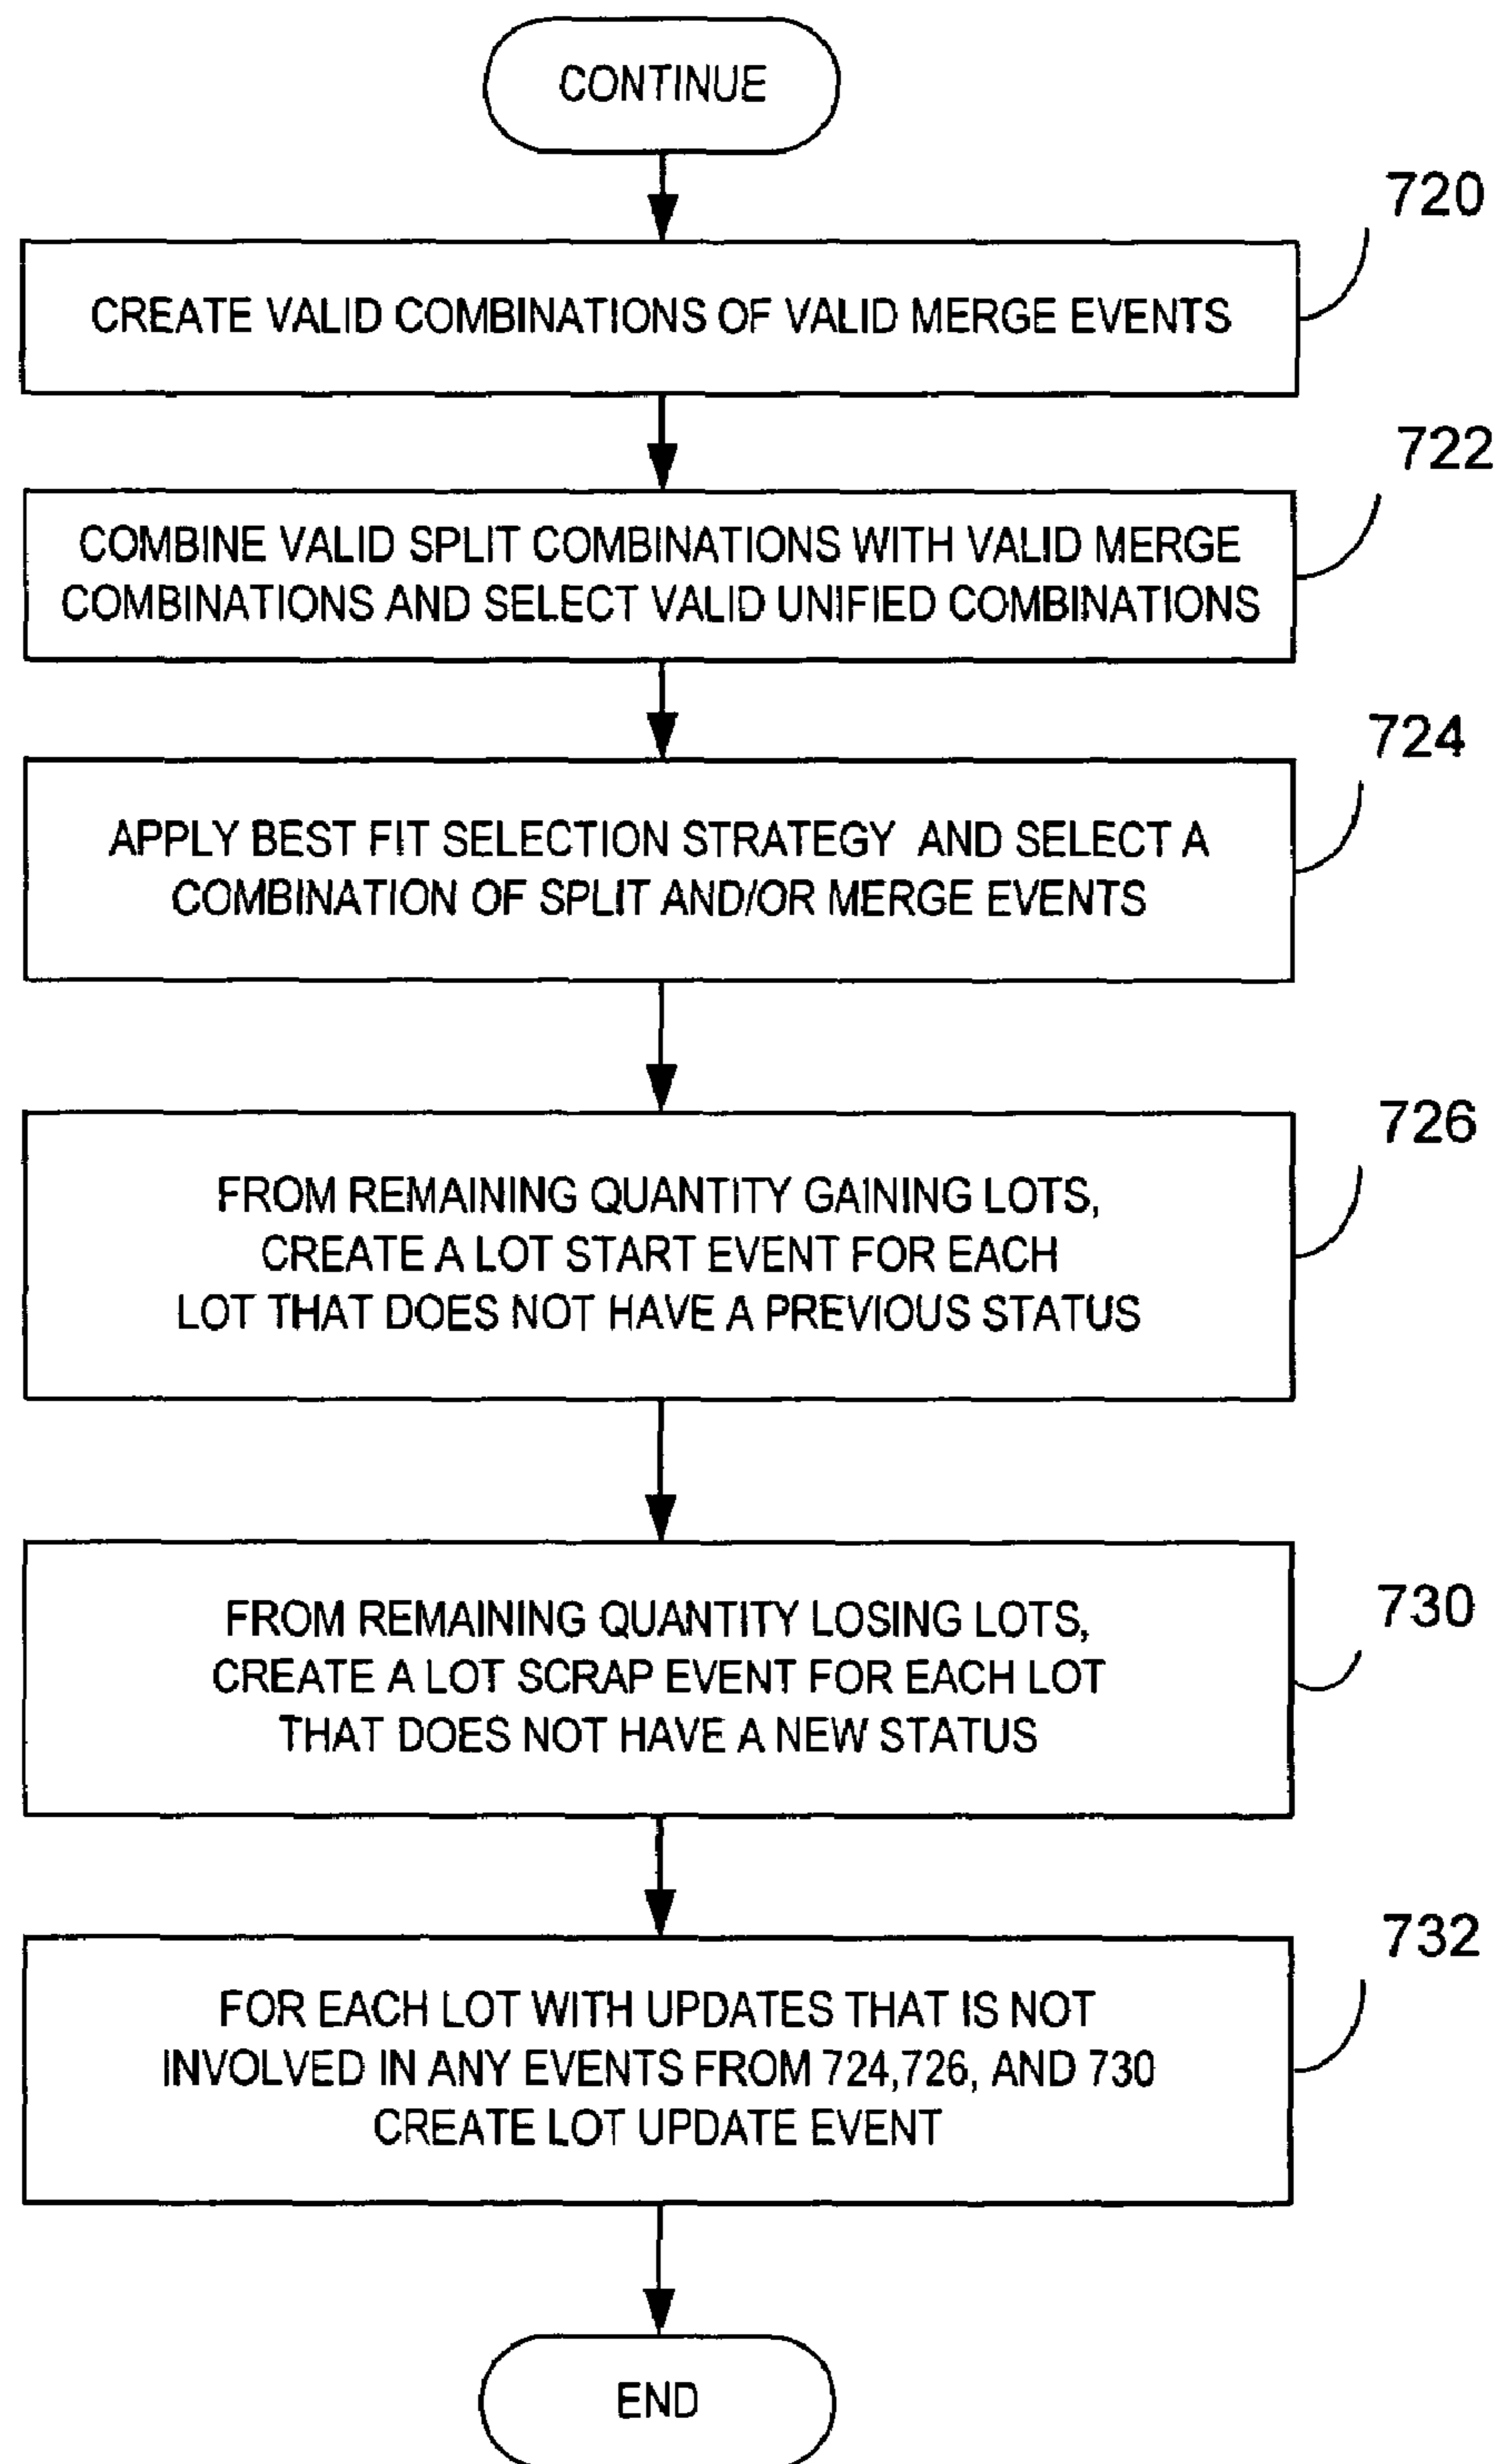 CONTINUE
720
CREATE VALID COMBINATIONS OF VALID MERGE EVENTS
722
COMBINE VALID SPLIT COMBINATIONS WITH VALID MERGE
COMBINATIONS AND SELECT VALID UNIFIED COMBINATIONS
724
APPLY BEST FIT SELECTION STRATEGY AND SELECT A
COMBINATION OF SPLIT AND/OR MERGE EVENTS
726
FROM REMAINING QUANTITY GAINING LOTS,
CREATE A LOT START EVENT FOR EACH
LOT THAT DOES NOT HAVE A PREVIOUS STATUS
730
FROM REMAINING QUANTITY LOSING LOTS,
CREATE A LOT SCRAP EVENT FOR EACH LOT
THAT DOES NOT HAVE A NEW STATUS
732
FOR EACH LOT WITH UPDATES THAT IS NOT
INVOLVED IN ANY EVENTS FROM 724,726, AND 730
CREATE LOT UPDATE EVENT
END